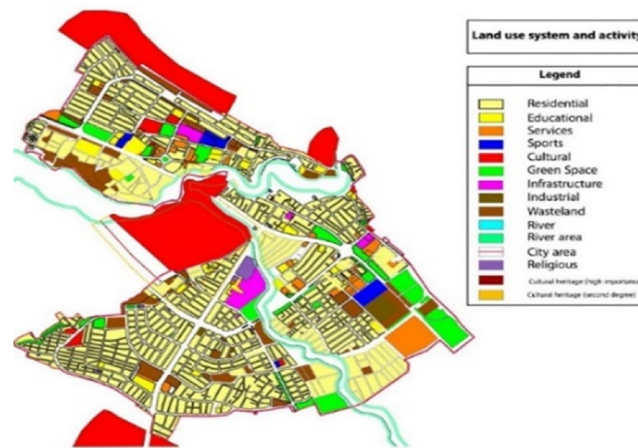 Land use system and activity
Legend
Residential
Educational
Services
Sports
Cultural
Green Space
Infrastructure
Industrial
Wasteland
River
River area
City area
Religious
Cultural heritage (high importance)
Cultural heritage (second degree)